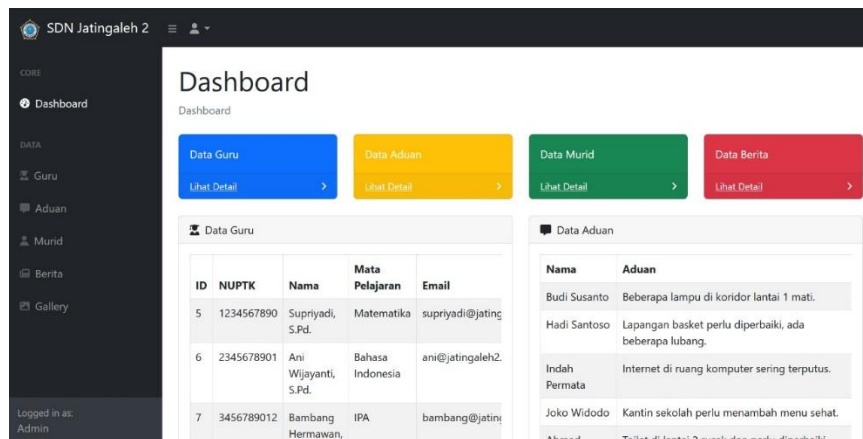 SDN Jatingaleh 2
CORE
Dashboard
DATA
Guru
Aduan
Murid
Berita
Gallery
Logged in as:
Admin
Dashboard
Dashboard
Data Guru
Lihat Detail
Data Aduan
Lihat Detail
Data Murid
Lihat Detail
Data Berita
Lihat Detail
Data Guru
ID NUPTK Nama Mata Pelajaran Email
5 1234567890 Supriyadi, S.Pd. Matematika supriyadi@jating
6 2345678901 Ani Wijayanti, S.Pd. Bahasa Indonesia ani@jatingaleh2.
7 3456789012 Bambang Hermawan, IPA bambang@jating
Data Aduan
Nama Aduan
Budi Susanto Beberapa lampu di koridor lantai 1 mati.
Hadi Santoso Lapangan basket perlu diperbaiki, ada
beberapa lubang.
Indah Permata Internet di ruang komputer sering terputus.
Joko Widodo Kantin sekolah perlu menambah menu sehat.